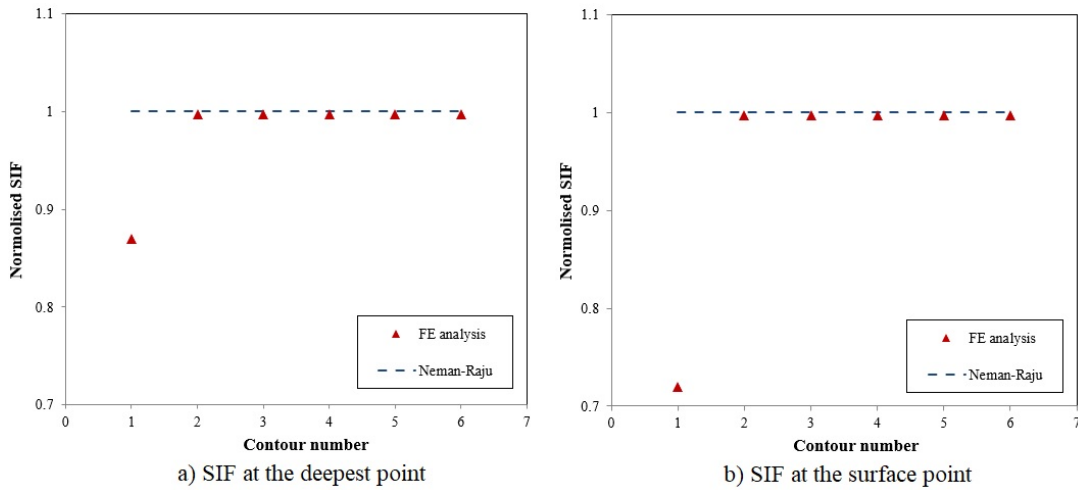 1.1
1
0.9
0.8
0.7
Normolised SIF
FE analysis
Neman-Raju
0 1 2 3 4 5 6 7
Contour number
a) SIF at the deepest point
1.1
1
0.9
0.8
0.7
Normolised SIF
FE analysis
Neman-Raju
0 1 2 3 4 5 6 7
Contour number
b) SIF at the surface point